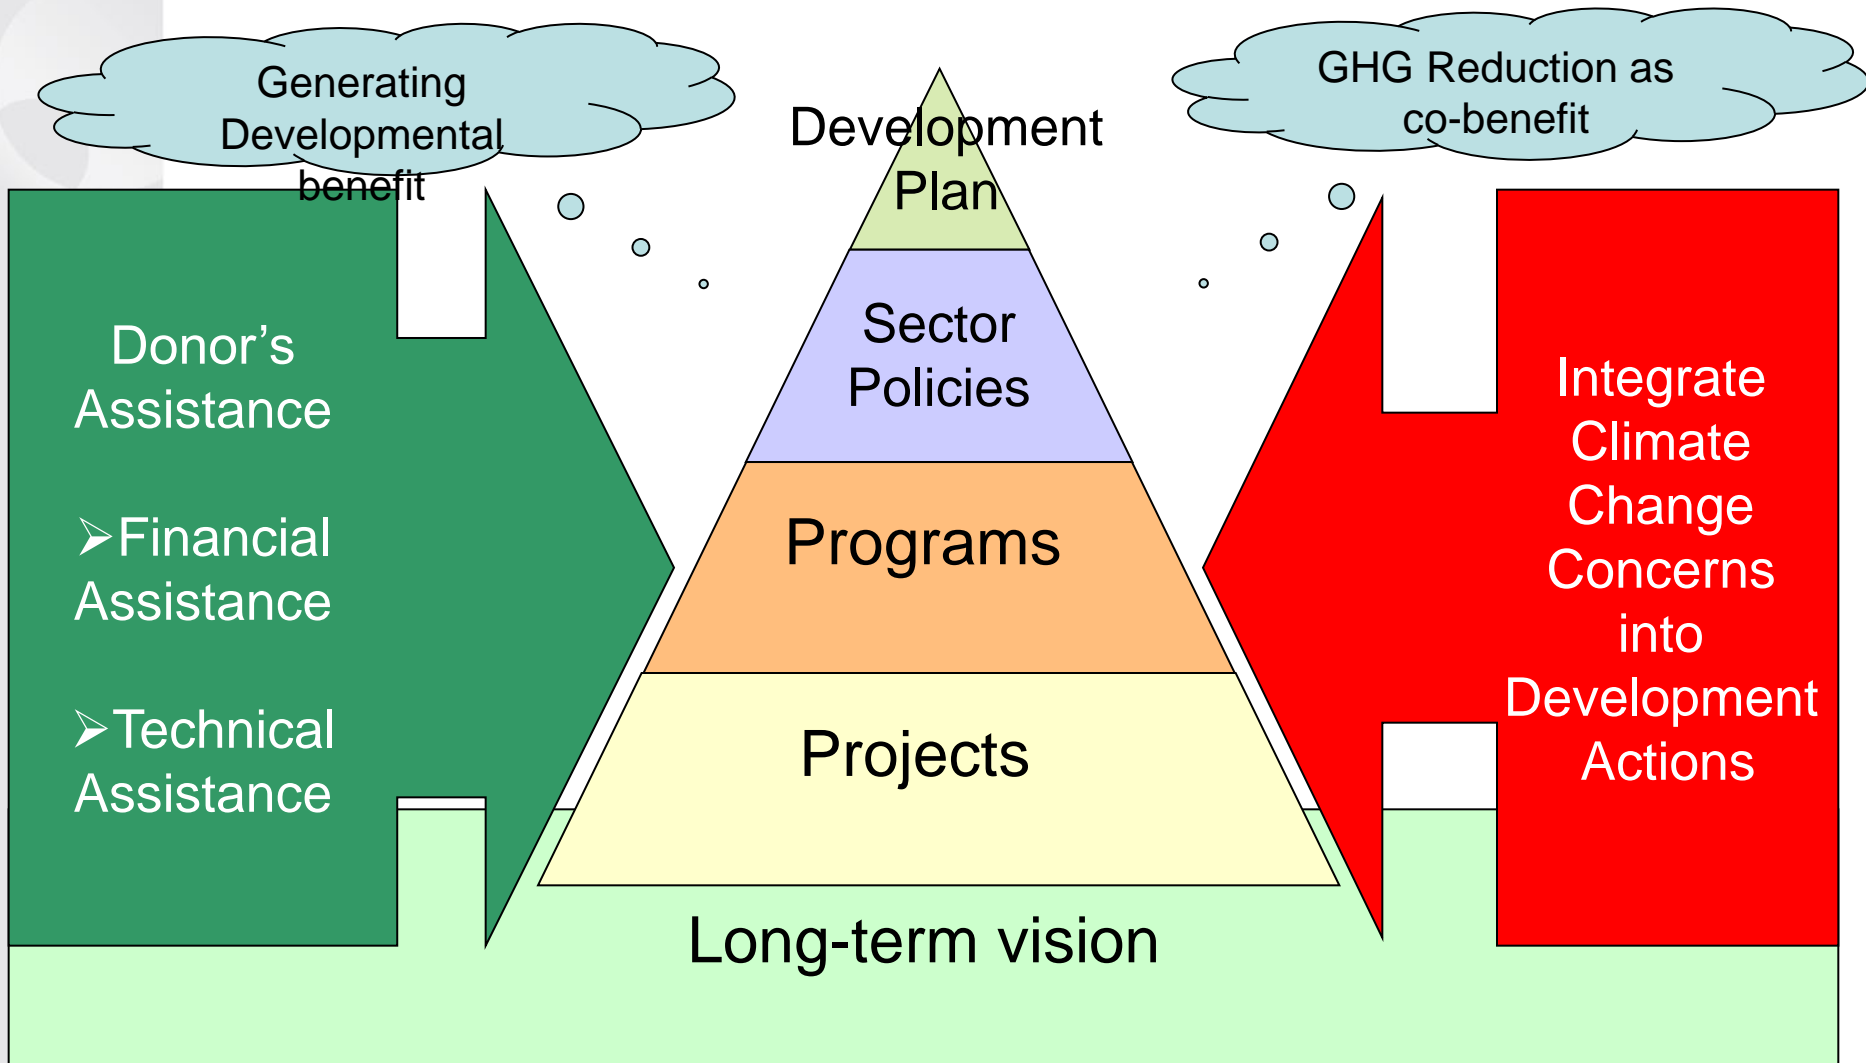 Generating
Developmental
benefit
GHG Reduction as
co-benefit
Development
Plan
Sector
Policies
Programs
Projects
Long-term vision
Donor’s
Assistance
➢Financial
Assistance
➢Technical
Assistance
Integrate
Climate
Change
Concerns
into
Development
Actions